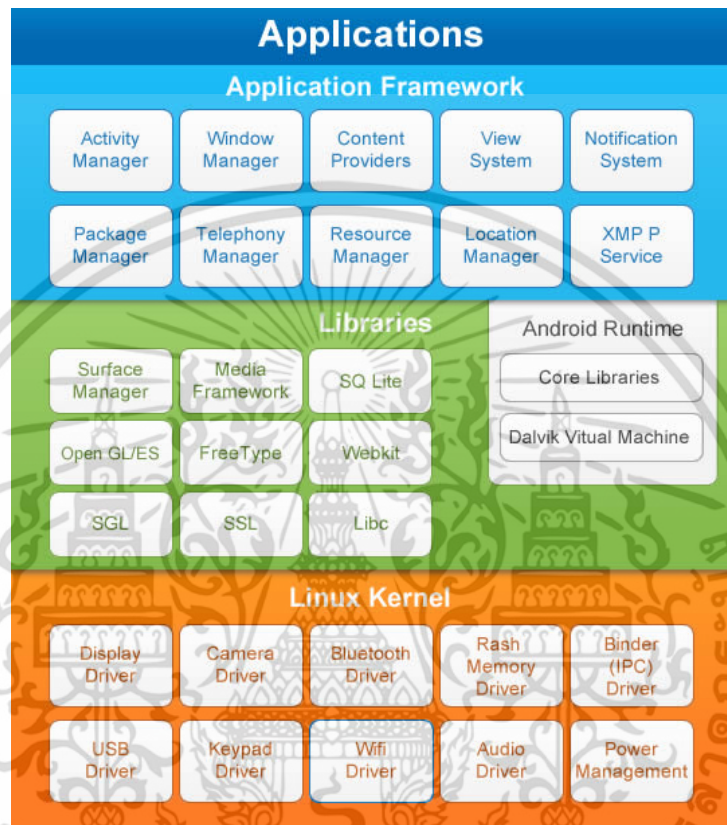 Applications
Application Framework
Activity
Manager
Window
Manager
Content
Providers
View
System
Notification
System
Package
Manager
Telephony
Manager
Resource
Manager
Location
Manager
XMP P
Service
Libraries
Surface
Manager
Media
Framework
SQ Lite
Open GL/ES
FreeType
Webkit
SGL
SSL
Libc
Android Runtime
Core Libraries
Dalvik Vitual Machine
Linux Kernel
Display
Driver
Camera
Driver
Bluetooth
Driver
Rash
Memory
Driver
Binder
(IPC)
Driver
USB
Driver
Keypad
Driver
Wifi
Driver
Audio
Driver
Power
Management